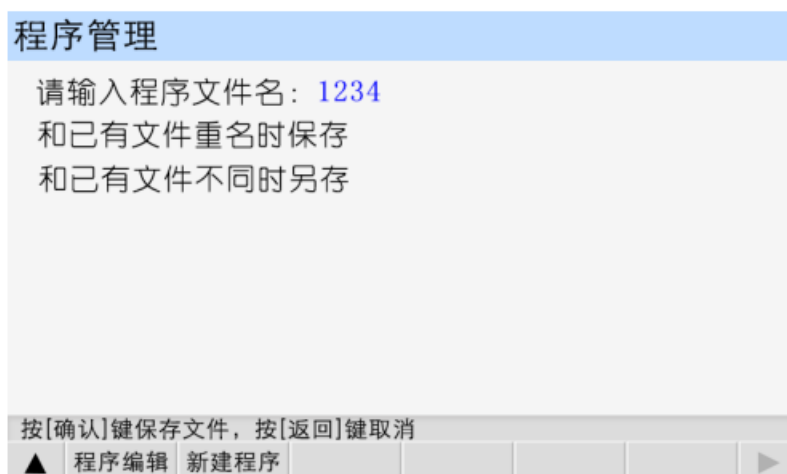 程序管理
请输入程序文件名: 1234
和已有文件重名时保存
和已有文件不同时另存
按[确认]键保存文件, 按[返回]键取消
▲ 程序编辑 新建程序 ▶